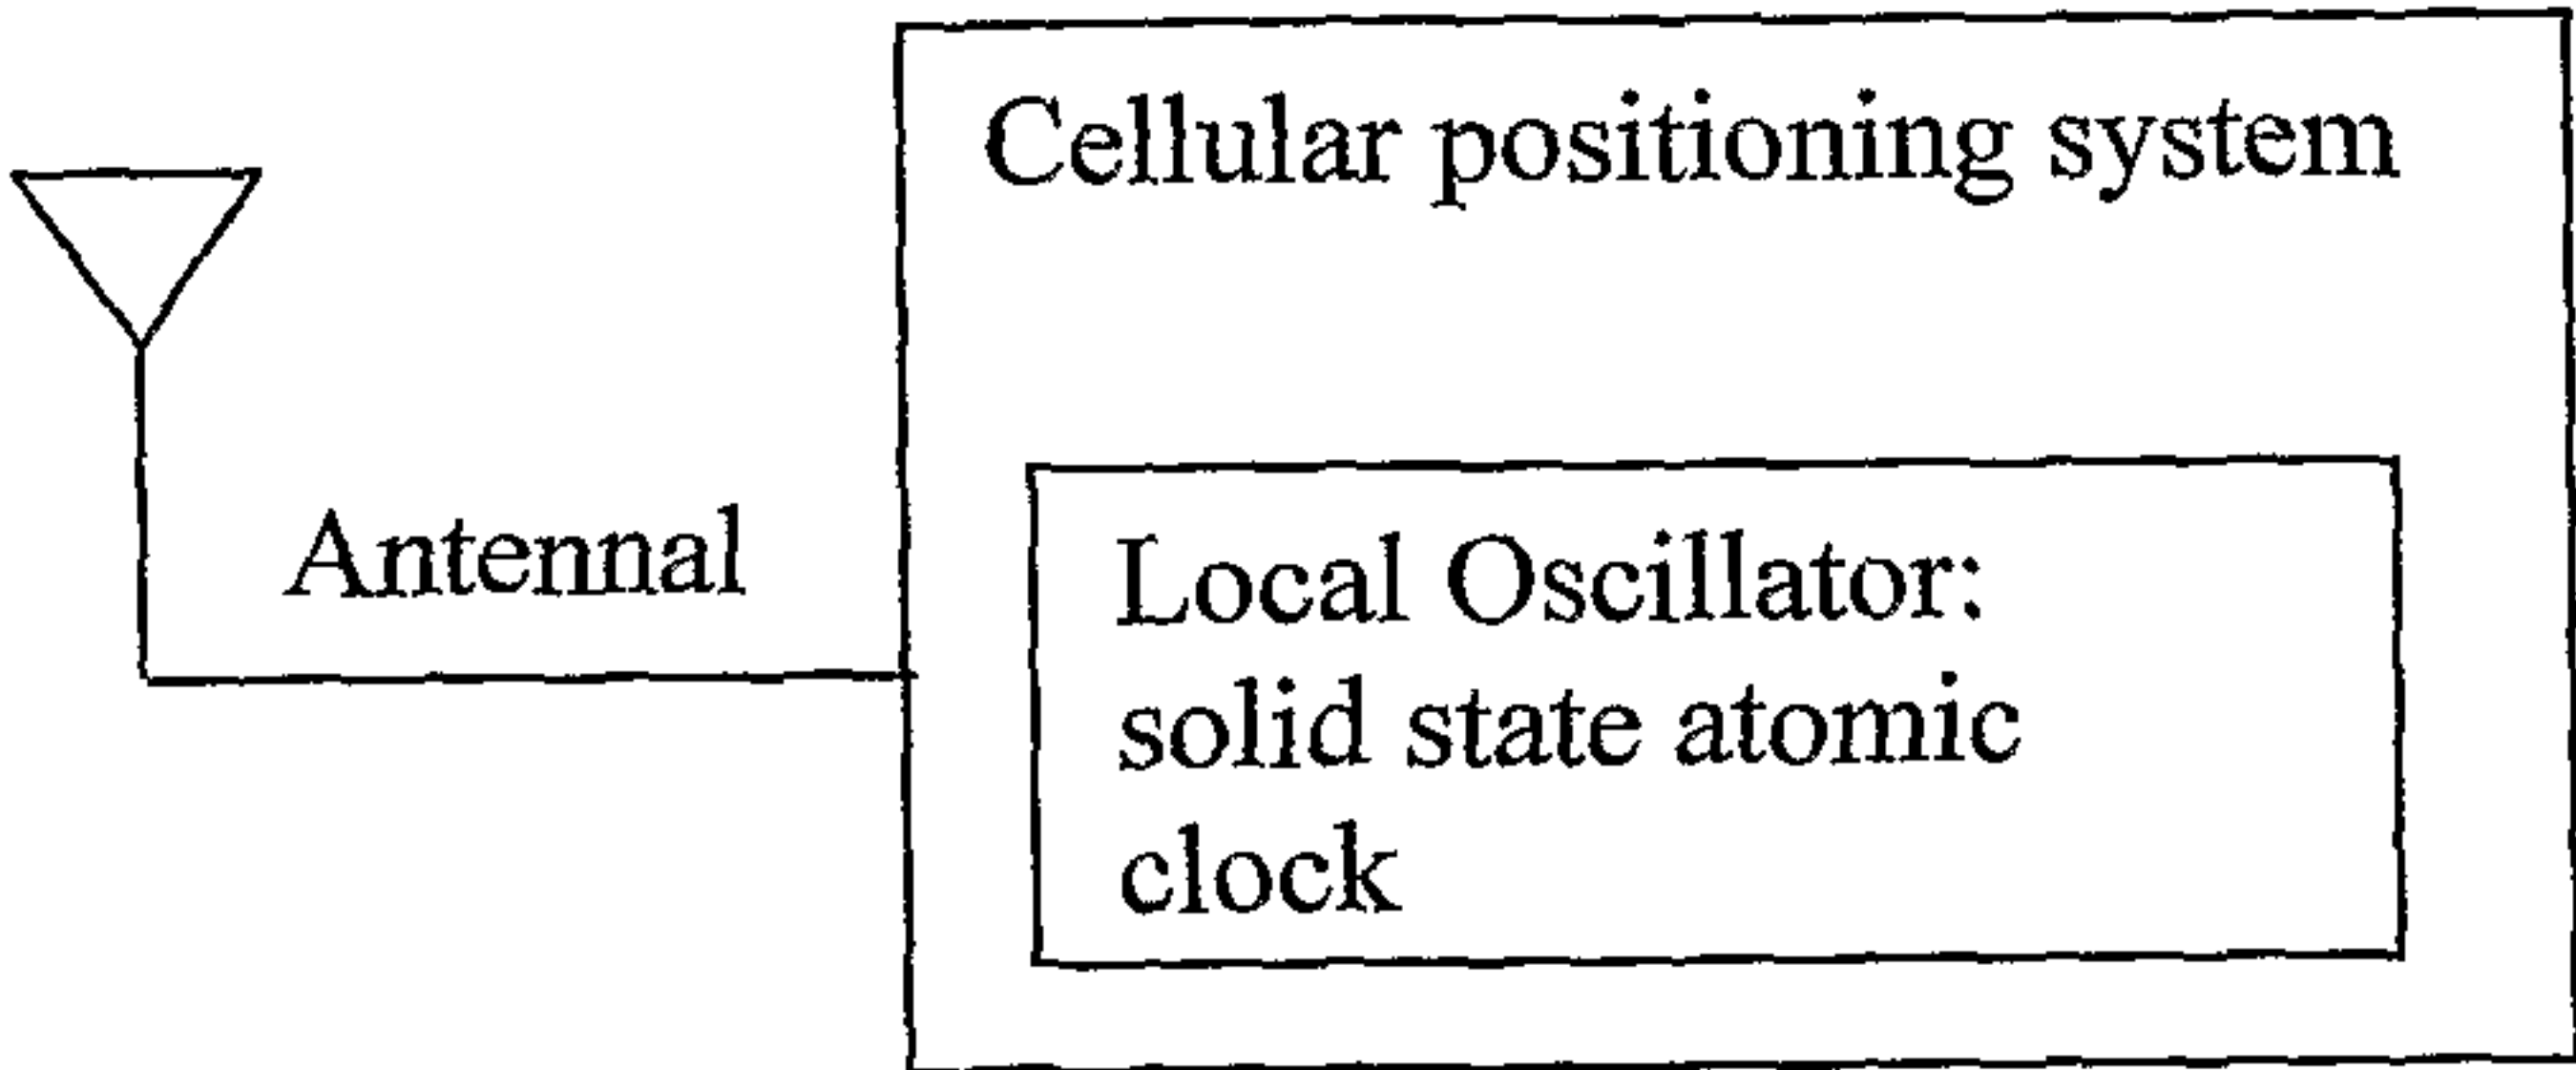 Cellular positioning system
Antennal
Local Oscillator:
solid state atomic
clock